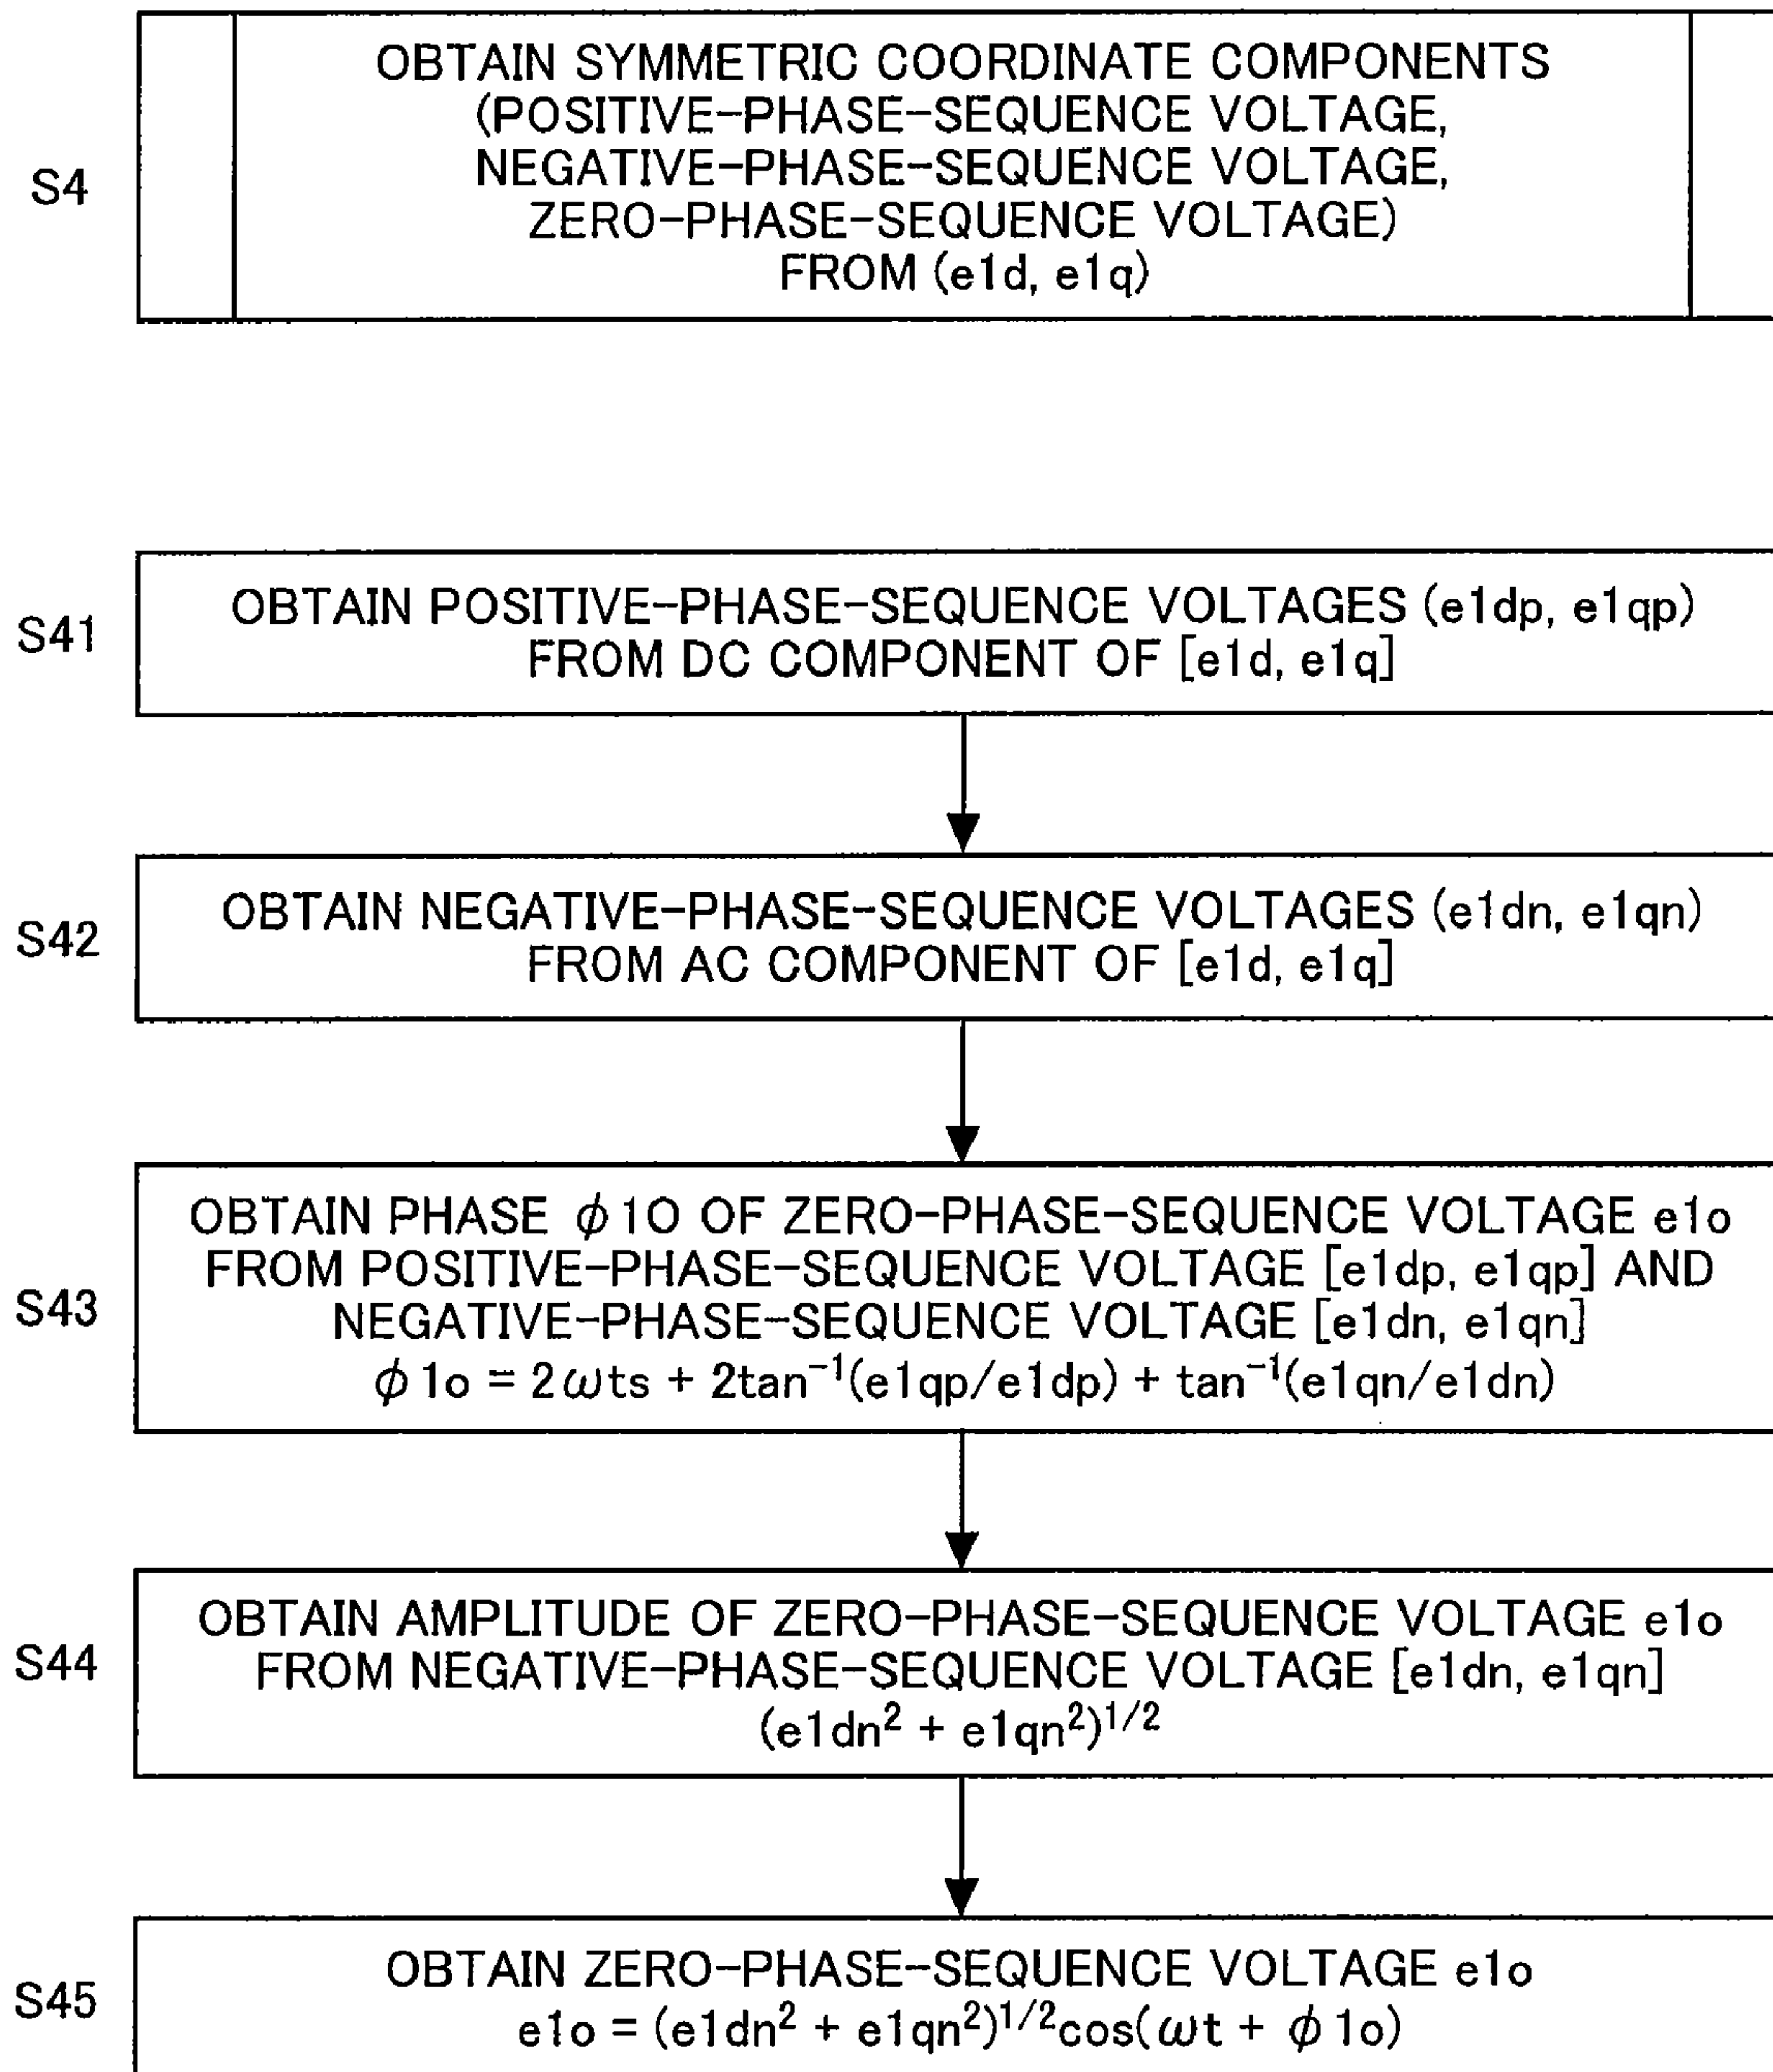 S4
OBTAIN SYMMETRIC COORDINATE COMPONENTS
(POSITIVE-PHASE-SEQUENCE VOLTAGE,
NEGATIVE-PHASE-SEQUENCE VOLTAGE,
ZERO-PHASE-SEQUENCE VOLTAGE)
FROM (e1d, e1q)
S41
OBTAIN POSITIVE-PHASE-SEQUENCE VOLTAGES (e1dp, e1qp)
FROM DC COMPONENT OF [e1d, e1q]
S42
OBTAIN NEGATIVE-PHASE-SEQUENCE VOLTAGES (e1dn, e1qn)
FROM AC COMPONENT OF [e1d, e1q]
S43
OBTAIN PHASE φ1O OF ZERO-PHASE-SEQUENCE VOLTAGE e1o
FROM POSITIVE-PHASE-SEQUENCE VOLTAGE [e1dp, e1qp] AND
NEGATIVE-PHASE-SEQUENCE VOLTAGE [e1dn, e1qn]
φ1o = 2ωts + 2tan⁻¹(e1qp/e1dp) + tan⁻¹(e1qn/e1dn)
S44
OBTAIN AMPLITUDE OF ZERO-PHASE-SEQUENCE VOLTAGE e1o
FROM NEGATIVE-PHASE-SEQUENCE VOLTAGE [e1dn, e1qn]
(e1dn² + e1qn²)¹/²
S45
OBTAIN ZERO-PHASE-SEQUENCE VOLTAGE e1o
e1o = (e1dn² + e1qn²)¹/²cos(ωt + φ1o)